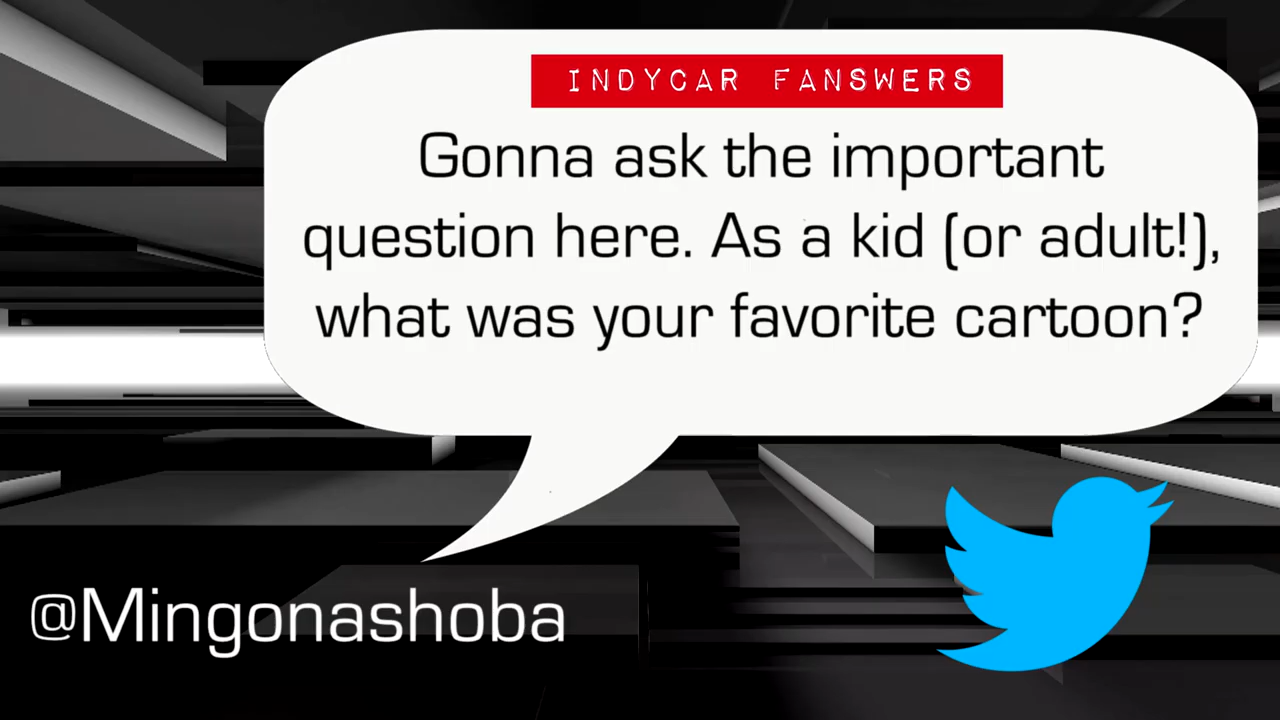 INDYCAR FANSWERS
Gonna ask the important
question here. As a kid (or adult!),
what was your favorite cartoon?
@Mingonashoba